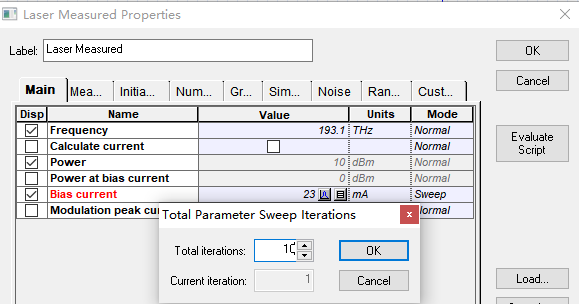 Laser Measured Properties
Label: Laser Measured
OK
Cancel
Evaluate
Script
Load...
Main Mea... Initia... Num... Gr... Sim... Noise Ran... Cust...
Disp Name Value Units Mode
Frequency 193.1 THz Normal
Calculate current Normal
Power 10 dBm Normal
Power at bias current 0 dBm Normal
Bias current 23 mA Sweep
Modulation peak cu ormal
Total Parameter Sweep Iterations
Total iterations: 10 OK
Current iteration: 1 Cancel